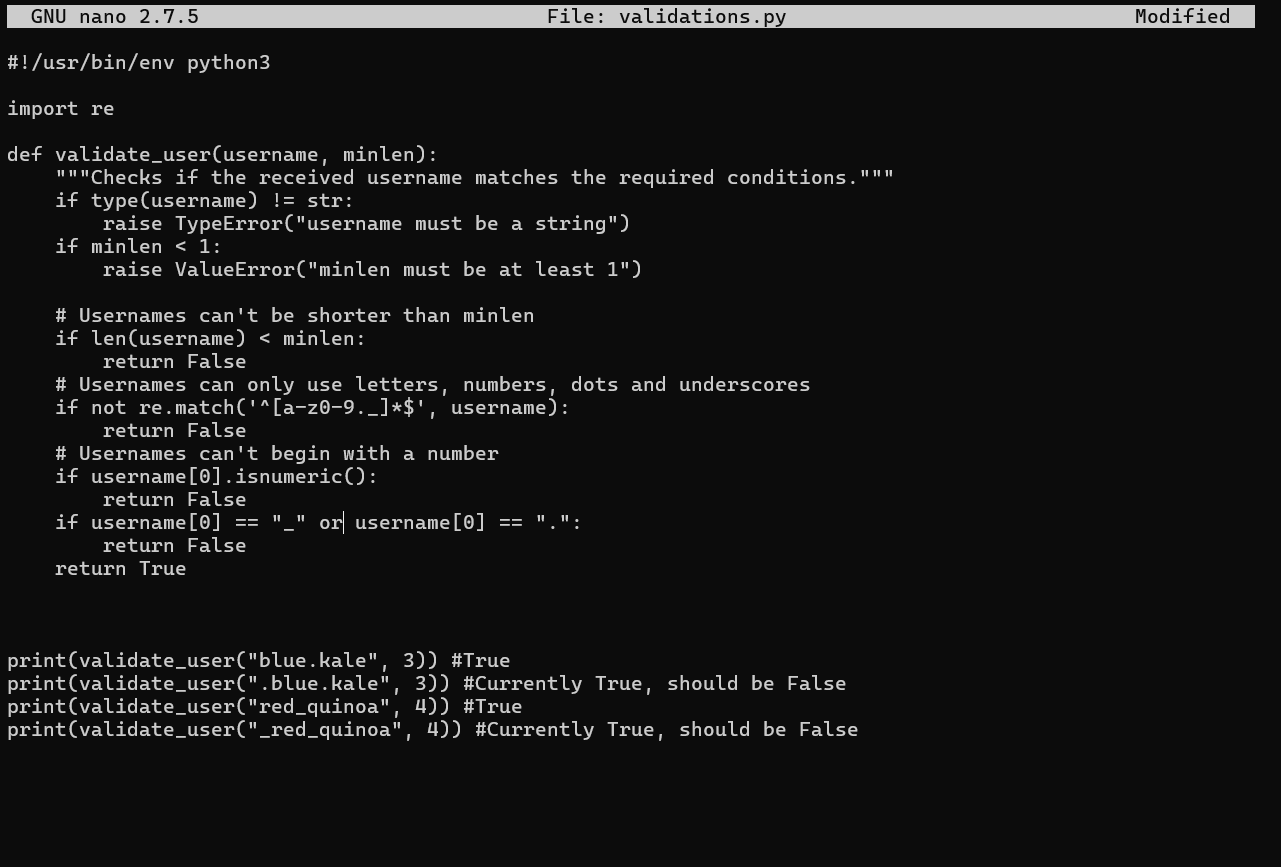 GNU nano 2.7.5 File: validations.py Modified
#!/usr/bin/env python3
import re
def validate_user(username, minlen):
    """Checks if the received username matches the required conditions."""
    if type(username) != str:
        raise TypeError("username must be a string")
    if minlen < 1:
        raise ValueError("minlen must be at least 1")
    # Usernames can't be shorter than minlen
    if len(username) < minlen:
        return False
    # Usernames can only use letters, numbers, dots and underscores
    if not re.match('^[a-z0-9._]*$', username):
        return False
    # Usernames can't begin with a number
    if username[0].isnumeric():
        return False
    if username[0] == "_" or username[0] == ".":
        return False
    return True
print(validate_user("blue.kale", 3)) #True
print(validate_user(".blue.kale", 3)) #Currently True, should be False
print(validate_user("red_quinoa", 4)) #True
print(validate_user("_red_quinoa", 4)) #Currently True, should be False